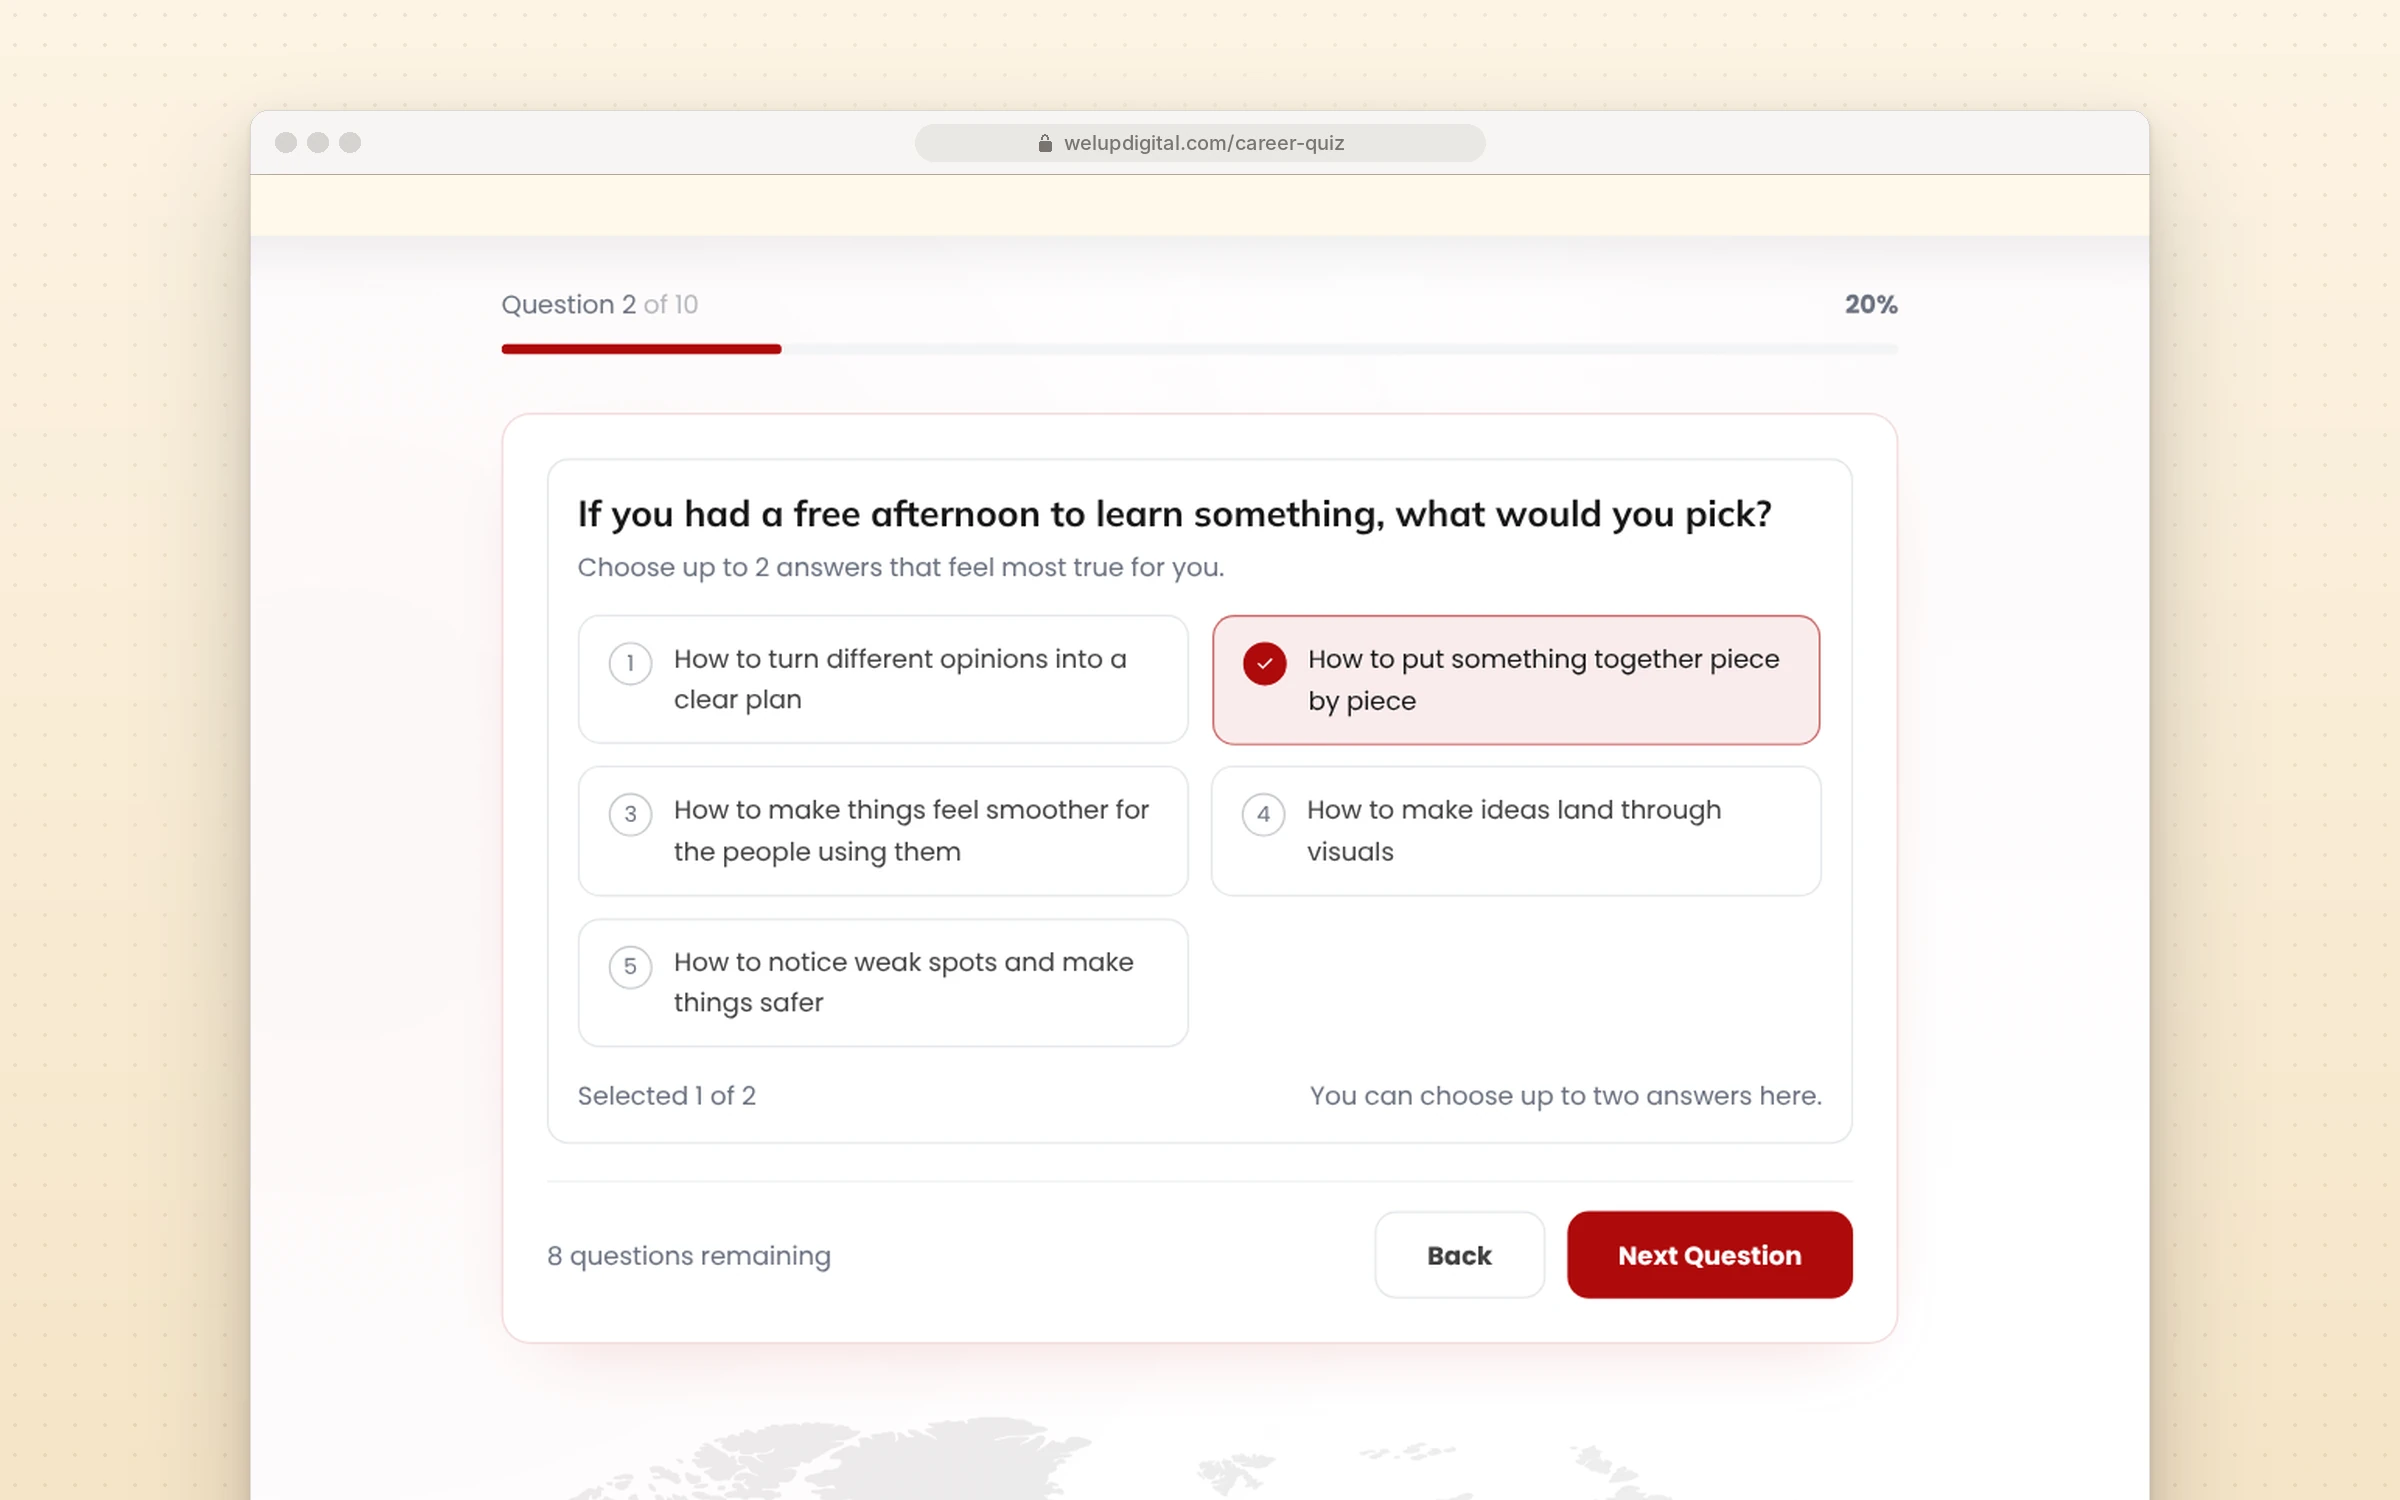 welupdigital.com/career-quiz
Question 2 of 10
20%
If you had a free afternoon to learn something, what would you pick?
Choose up to 2 answers that feel most true for you.
1
How to turn different opinions into a
clear plan
How to put something together piece
by piece
3
How to make things feel smoother for
the people using them
4
How to make ideas land through
visuals
5
How to notice weak spots and make
things safer
Selected 1 of 2
You can choose up to two answers here.
8 questions remaining
Back
Next Question